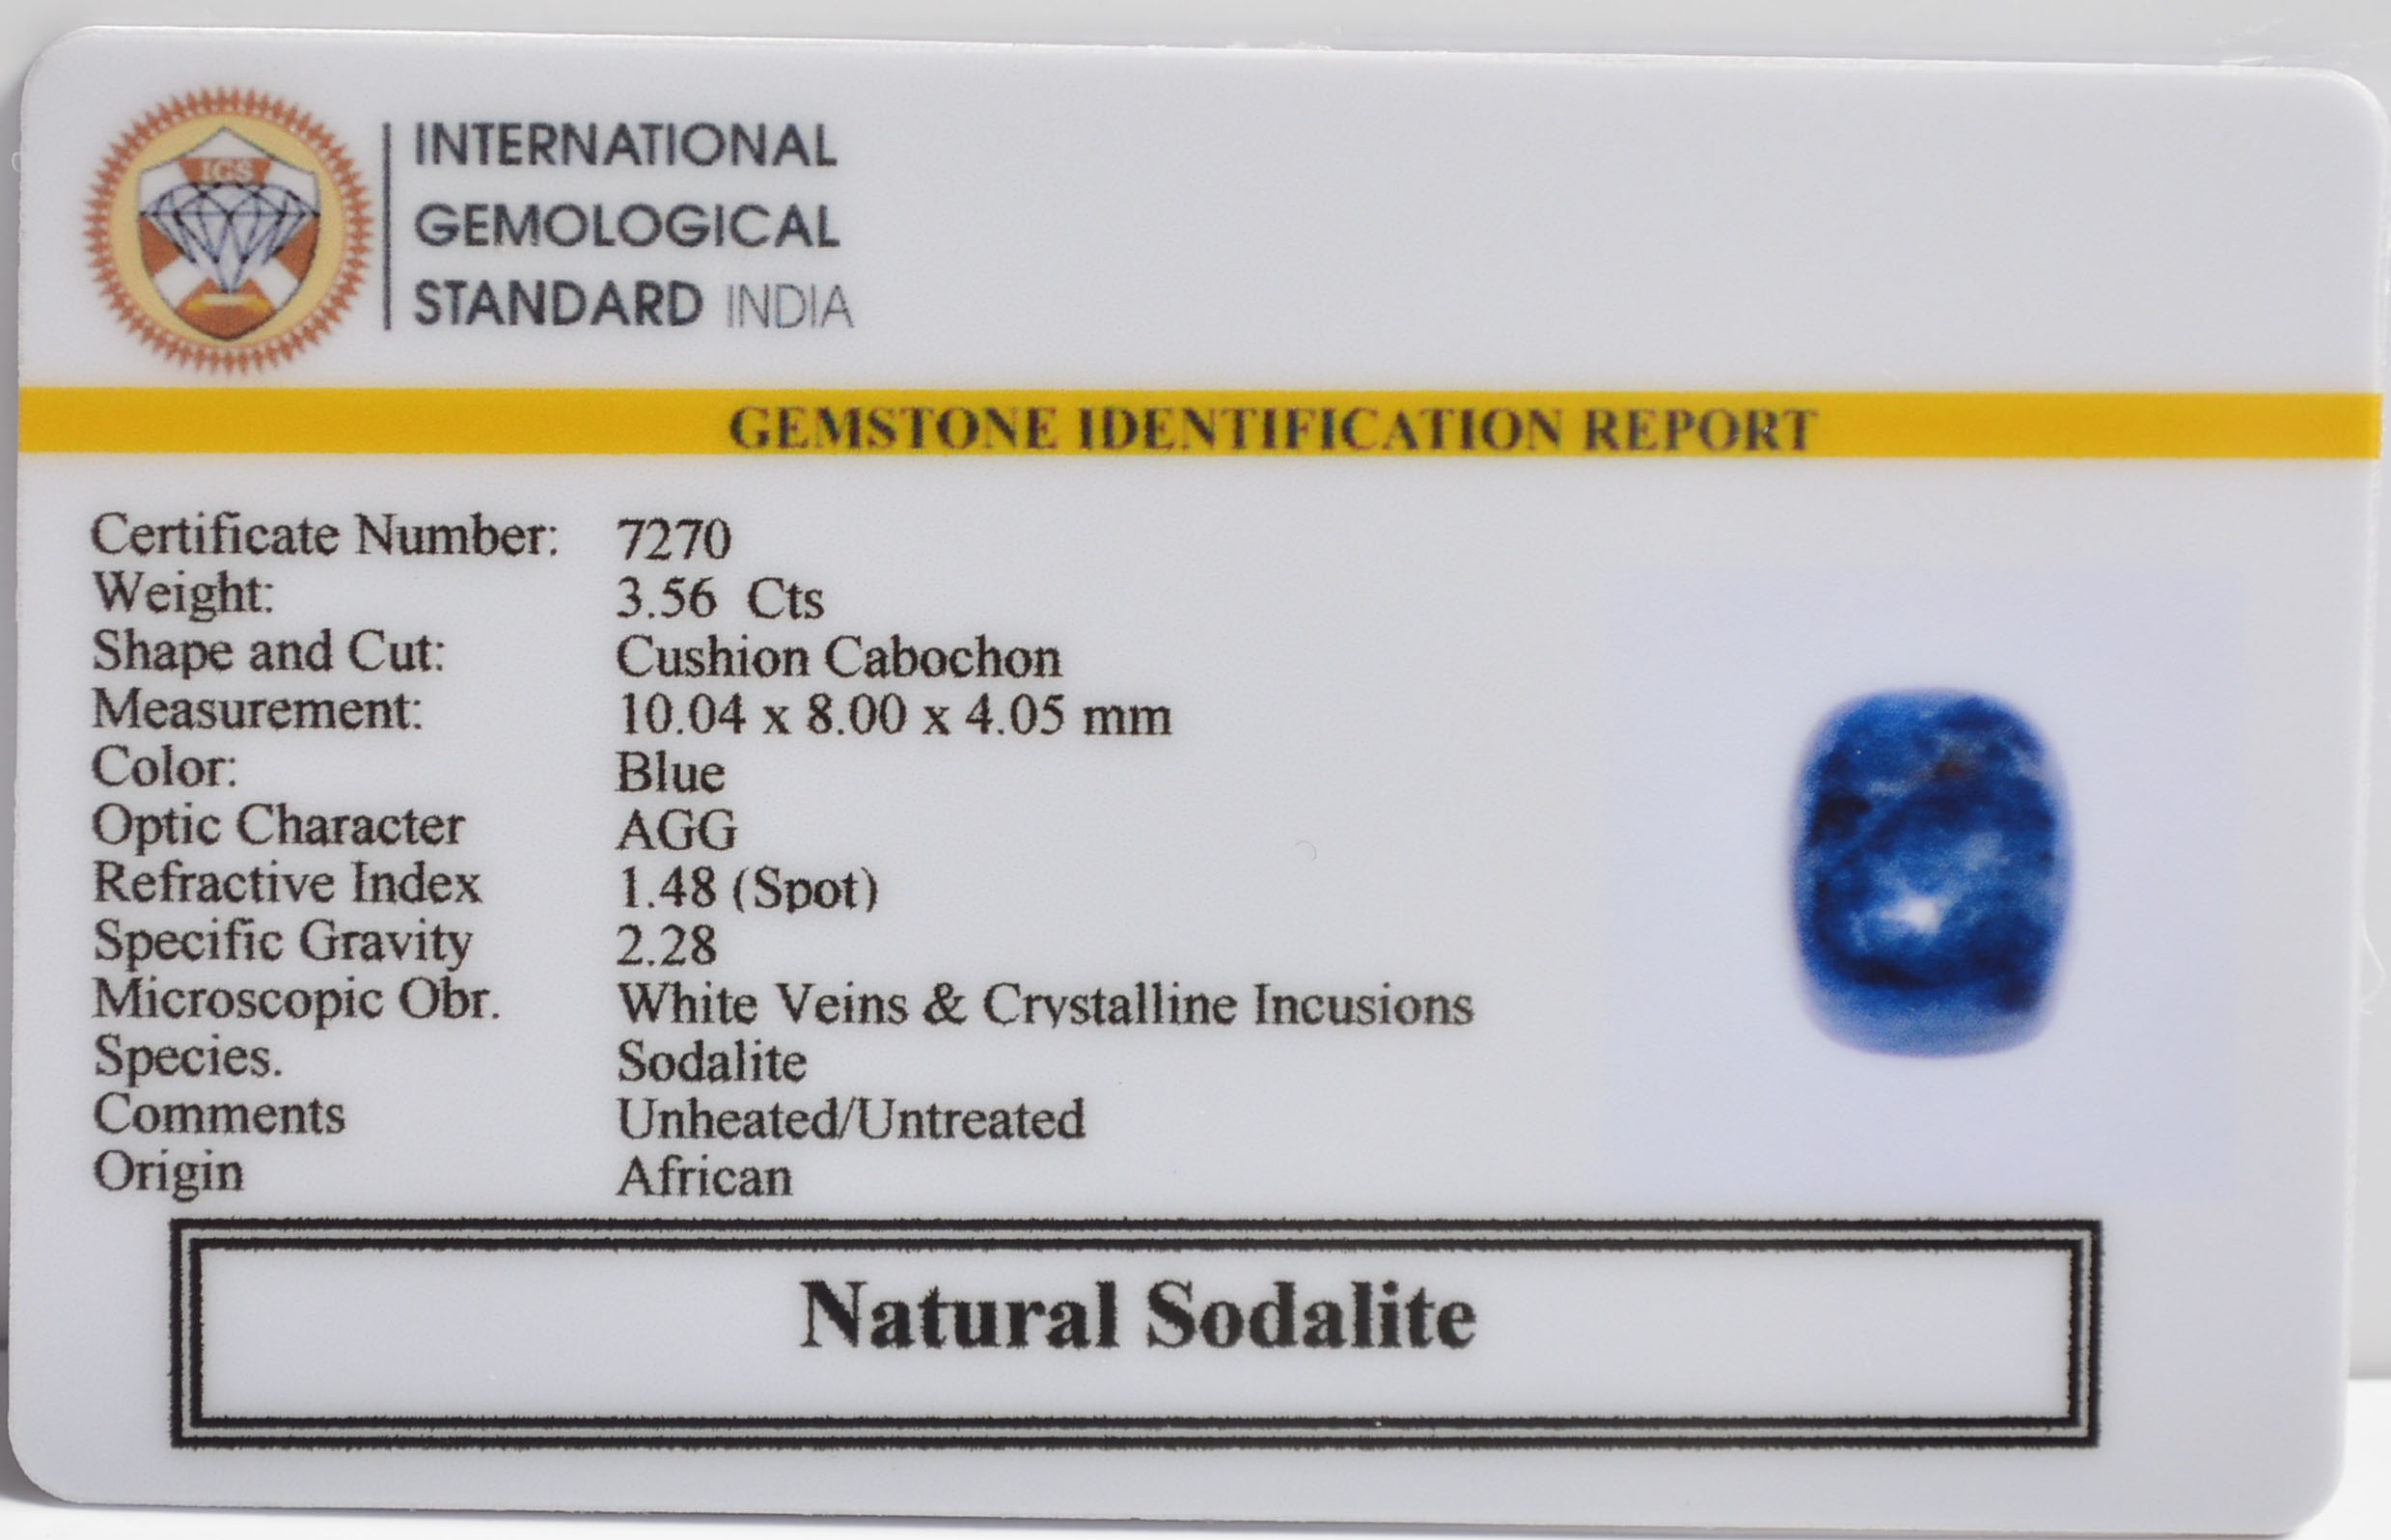 IGS
INTERNATIONAL
GEMOLOGICAL
STANDARD INDIA
GEMSTONE IDENTIFICATION REPORT
Certificate Number: 7270
Weight: 3.56 Cts
Shape and Cut: Cushion Cabochon
Measurement: 10.04 x 8.00 x 4.05 mm
Color: Blue
Optic Character AGG
Refractive Index 1.48 (Spot)
Specific Gravity 2.28
Microscopic Obr. White Veins & Crystalline Incusions
Species. Sodalite
Comments Unheated/Untreated
Origin African
Natural Sodalite